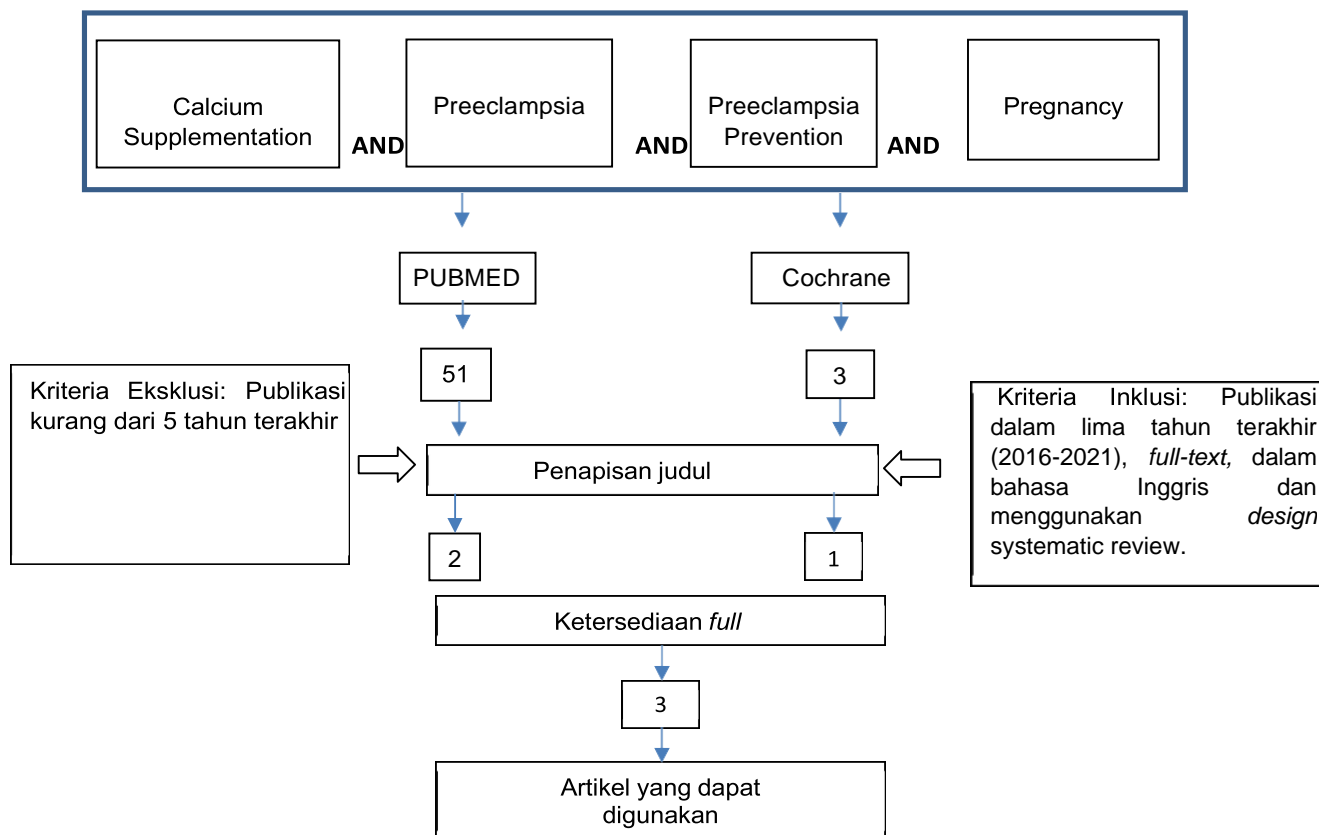 Calcium
Supplementation
AND
Preeclampsia
AND
Preeclampsia
Prevention
AND
Pregnancy
PUBMED
Cochrane
51
3
Kriteria Eksklusi: Publikasi
kurang dari 5 tahun terakhir
Penapisan judul
Kriteria Inklusi: Publikasi
dalam lima tahun terakhir
(2016-2021), full-text, dalam
bahasa Inggris dan
menggunakan design
systematic review.
2
1
Ketersediaan full
3
Artikel yang dapat
digunakan